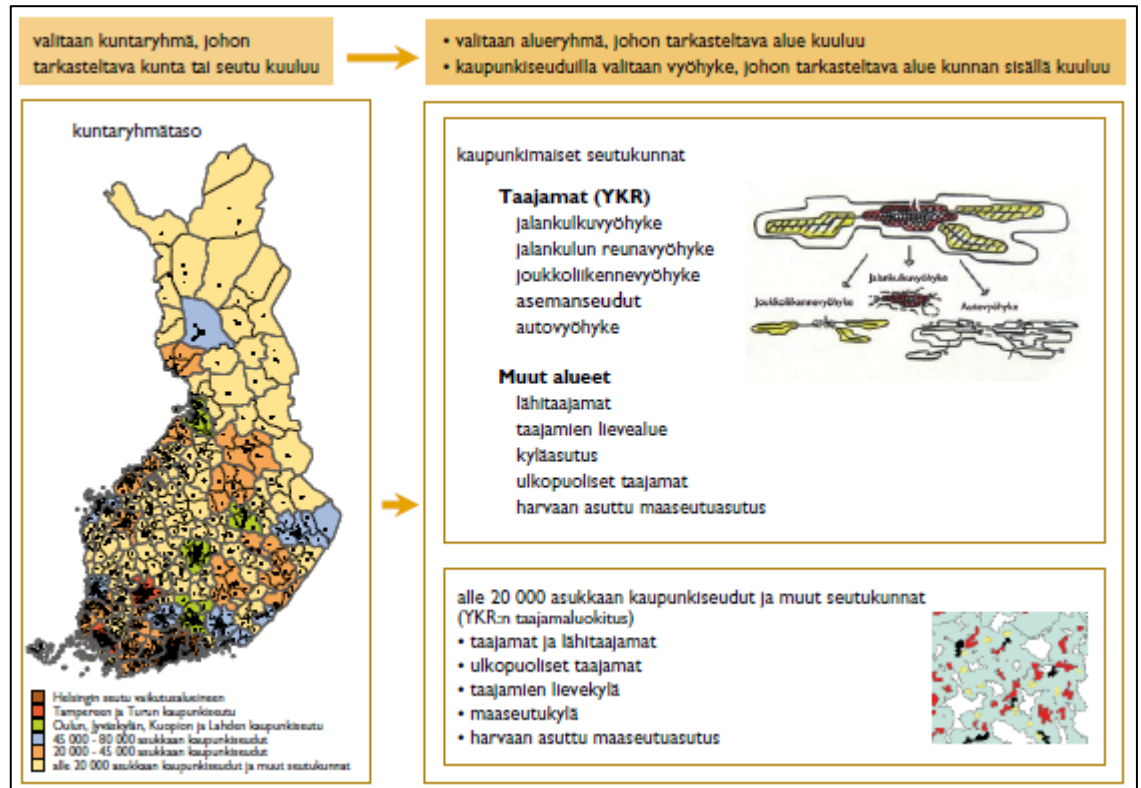 valitaan kuntaryhmä, johon
tarkasteltava kunta tai seutu kuuluu
• valitaan alueryhmä, johon tarkasteltava alue kuuluu
• kaupunkiseuduilla valitaan vyöhyke, johon tarkasteltava alue kunnan sisällä kuuluu
kuntaryhmätaso
Helsingin seutu vaikutusalueineen
Tampereen ja Turun kaupunkiseutu
Oulun, Jyväskylän, Kuopion ja Lahden kaupunkiseutu
45 000 - 80 000 asukkaan kaupunkiseudut
20 000 - 45 000 asukkaan kaupunkiseudut
alle 20 000 asukkaan kaupunkiseudut ja muut seutukunnat
kaupunkimaiset seutukunnat
Taajamat (YKR)
jalankulkuvyöhyke
jalankulun reunavyöhyke
joukkoliikennevyöhyke
asemanseudut
autovyöhyke
Jalankulkuvyöhyke
Joukkoliikennevyöhyke
Autovyöhyke
Muut alueet
lähitaajamat
taajamien lievealue
kyläasutus
ulkopuoliset taajamat
harvaan asuttu maaseutuasutus
alle 20 000 asukkaan kaupunkiseudut ja muut seutukunnat
(YKR:n taajamaluokitus)
• taajamat ja lähitaajamat
• ulkopuoliset taajamat
• taajamien lievekylä
• maaseutukylä
• harvaan asuttu maaseutuasutus